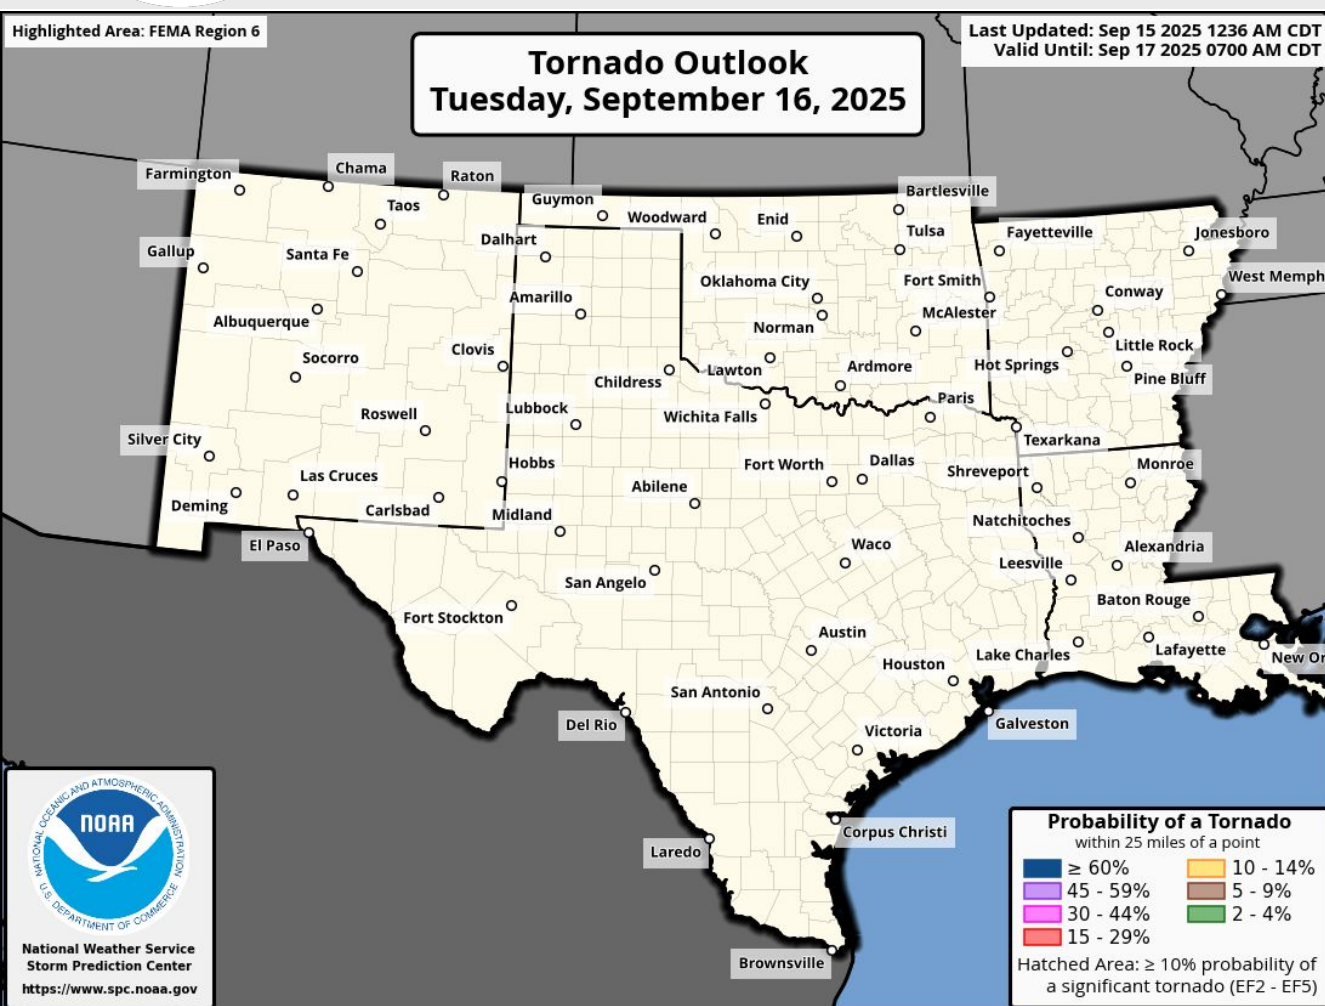 Highlighted Area: FEMA Region 6
Last Updated: Sep 15 2025 1236 AM CDT
Valid Until: Sep 17 2025 0700 AM CDT
Tornado Outlook
Tuesday, September 16, 2025
Farmington
Chama
Raton
Taos
Guymon
Woodward
Enid
Bartlesville
Tulsa
Fayetteville
Jonesboro
Gallup
Santa Fe
Dalhart
Oklahoma City
Fort Smith
West Memph
Amarillo
Conway
Albuquerque
Norman
McAlester
Little Rock
Socorro
Clovis
Childress
Lawton
Ardmore
Hot Springs
Pine Bluff
Roswell
Lubbock
Wichita Falls
Paris
Texarkana
Silver City
Las Cruces
Hobbs
Fort Worth
Dallas
Shreveport
Monroe
Deming
Carlsbad
Midland
Abilene
Natchitoches
El Paso
San Angelo
Waco
Leesville
Alexandria
Fort Stockton
Baton Rouge
Austin
Houston
Lake Charles
Lafayette
New Or
San Antonio
Del Rio
Victoria
Galveston
Corpus Christi
Laredo
Brownsville
NATIONAL OCEANIC AND ATMOSPHERIC ADMINISTRATION
NOAA
U.S. DEPARTMENT OF COMMERCE
National Weather Service
Storm Prediction Center
https://www.spc.noaa.gov
Probability of a Tornado
within 25 miles of a point
≥ 60%
10 - 14%
45 - 59%
5 - 9%
30 - 44%
2 - 4%
15 - 29%
Hatched Area: ≥ 10% probability of
a significant tornado (EF2 - EF5)